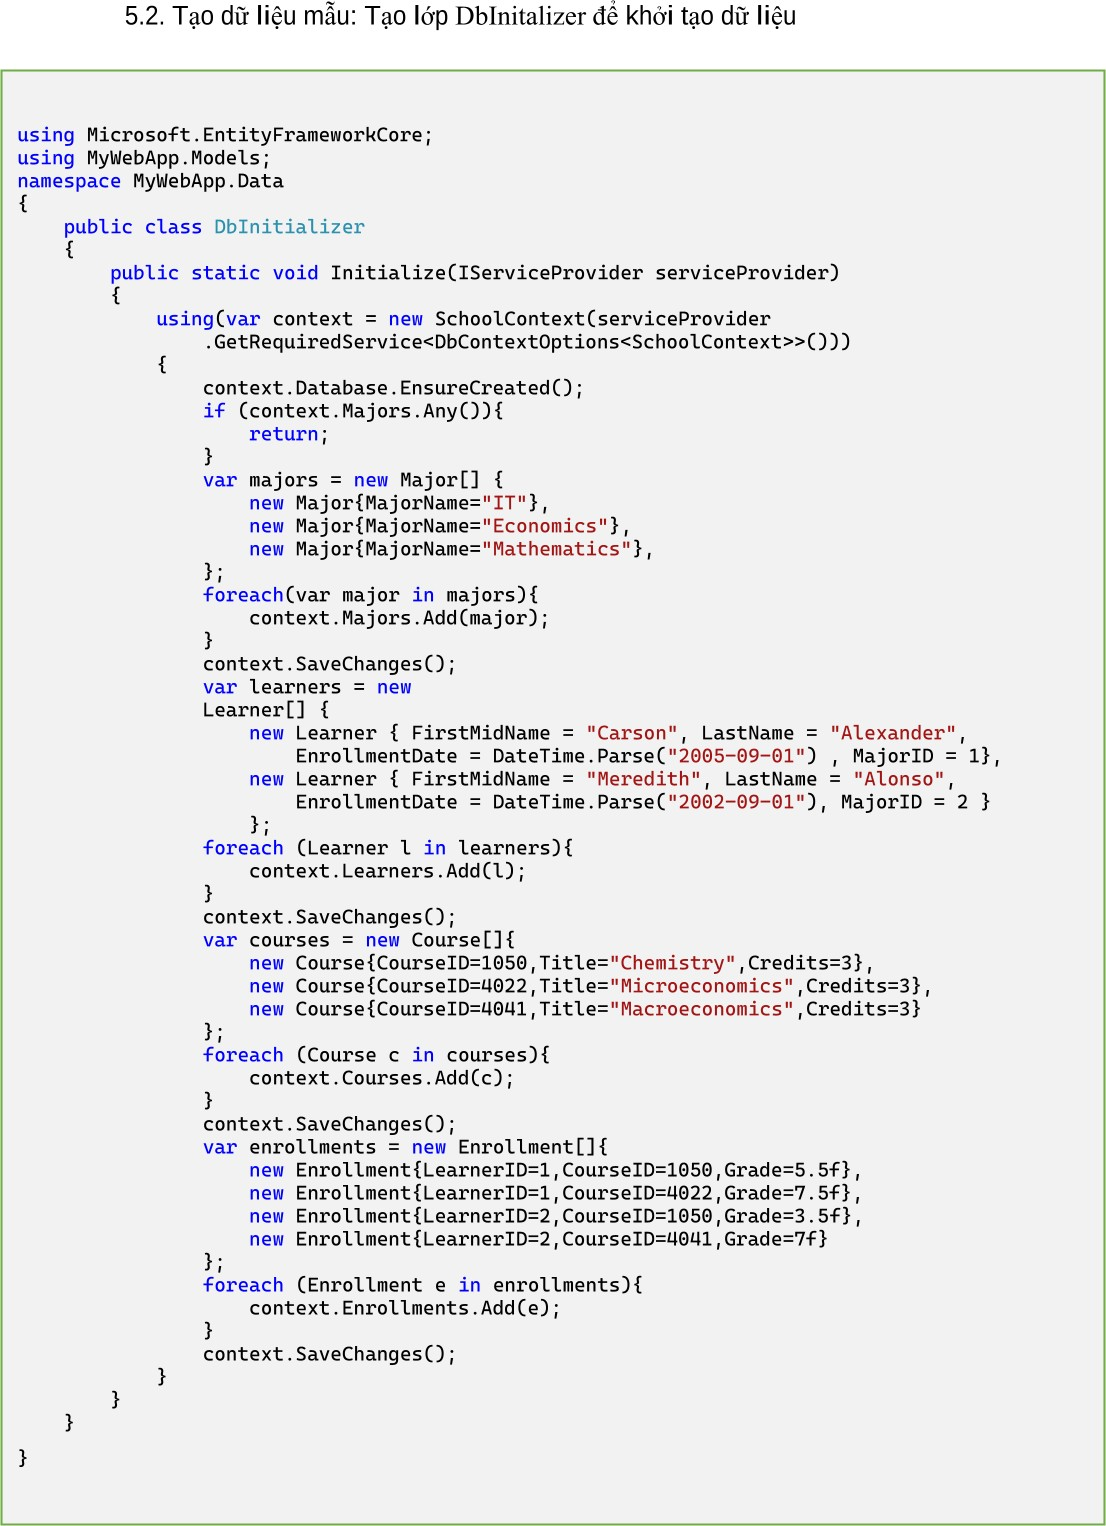 5.2. Tạo dữ liệu mẫu: Tạo lớp DbInitalizer để khởi tạo dữ liệu
using Microsoft.EntityFrameworkCore;
using MyWebApp.Models;
namespace MyWebApp.Data
{
    public class DbInitializer
    {
        public static void Initialize(IServiceProvider serviceProvider)
        {
            using(var context = new SchoolContext(serviceProvider
                .GetRequiredService<DbContextOptions<SchoolContext>>()))
            {
                context.Database.EnsureCreated();
                if (context.Majors.Any()){
                    return;
                }
                var majors = new Major[] {
                    new Major{MajorName="IT"},
                    new Major{MajorName="Economics"},
                    new Major{MajorName="Mathematics"},
                };
                foreach(var major in majors){
                    context.Majors.Add(major);
                }
                context.SaveChanges();
                var learners = new
                Learner[] {
                    new Learner { FirstMidName = "Carson", LastName = "Alexander",
                        EnrollmentDate = DateTime.Parse("2005-09-01") , MajorID = 1},
                    new Learner { FirstMidName = "Meredith", LastName = "Alonso",
                        EnrollmentDate = DateTime.Parse("2002-09-01"), MajorID = 2 }
                    };
                foreach (Learner l in learners){
                    context.Learners.Add(l);
                }
                context.SaveChanges();
                var courses = new Course[]{
                    new Course{CourseID=1050,Title="Chemistry",Credits=3},
                    new Course{CourseID=4022,Title="Microeconomics",Credits=3},
                    new Course{CourseID=4041,Title="Macroeconomics",Credits=3}
                };
                foreach (Course c in courses){
                    context.Courses.Add(c);
                }
                context.SaveChanges();
                var enrollments = new Enrollment[]{
                    new Enrollment{LearnerID=1,CourseID=1050,Grade=5.5f},
                    new Enrollment{LearnerID=1,CourseID=4022,Grade=7.5f},
                    new Enrollment{LearnerID=2,CourseID=1050,Grade=3.5f},
                    new Enrollment{LearnerID=2,CourseID=4041,Grade=7f}
                };
                foreach (Enrollment e in enrollments){
                    context.Enrollments.Add(e);
                }
                context.SaveChanges();
            }
        }
    }
}